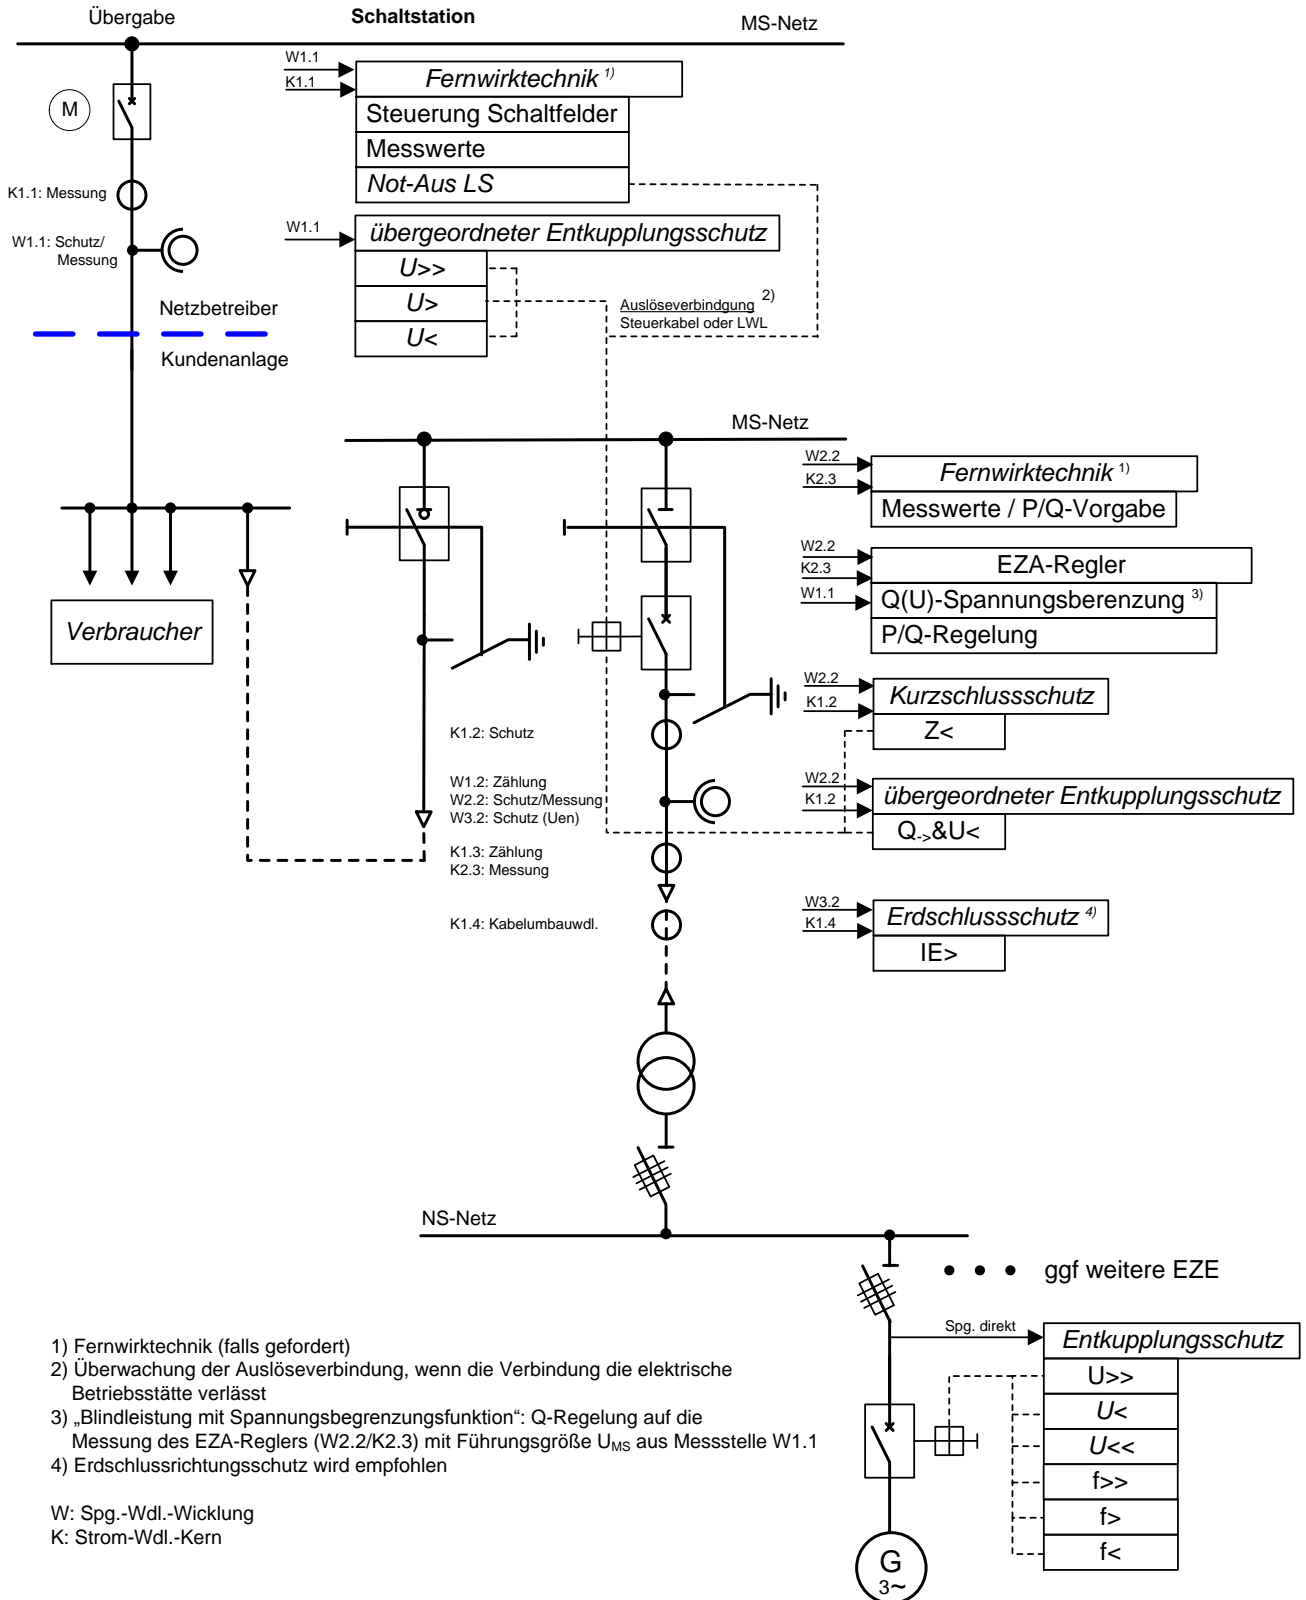 Übergabe
Schaltstation
MS-Netz
W1.1
K1.1
Fernwirktechnik 1)
Steuerung Schaltfelder
Messwerte
Not-Aus LS
M
K1.1: Messung
W1.1: Schutz/
Messung
W1.1
übergeordneter Entkupplungsschutz
U>>
U>
U<
Auslöseverbindgung 2)
Steuerkabel oder LWL
Netzbetreiber
Kundenanlage
MS-Netz
W2.2
K2.3
Fernwirktechnik 1)
Messwerte / P/Q-Vorgabe
W2.2
K2.3
W1.1
EZA-Regler
Q(U)-Spannungsberenzung 3)
P/Q-Regelung
Verbraucher
W2.2
K1.2
Kurzschlussschutz
Z<
K1.2: Schutz
W1.2: Zählung
W2.2: Schutz/Messung
W3.2: Schutz (Uen)
W2.2
K1.2
übergeordneter Entkupplungsschutz
Q->&U<
K1.3: Zählung
K2.3: Messung
K1.4: Kabelumbauwdl.
W3.2
K1.4
Erdschlussschutz 4)
IE>
NS-Netz
ggf weitere EZE
Spg. direkt
Entkupplungsschutz
U>>
U<
U<<
f>>
f>
f<
G
3~
1) Fernwirktechnik (falls gefordert)
2) Überwachung der Auslöseverbindung, wenn die Verbindung die elektrische
Betriebsstätte verlässt
3) „Blindleistung mit Spannungsbegrenzungsfunktion“: Q-Regelung auf die
Messung des EZA-Reglers (W2.2/K2.3) mit Führungsgröße UMS aus Messstelle W1.1
4) Erdschlussrichtungsschutz wird empfohlen
W: Spg.-Wdl.-Wicklung
K: Strom-Wdl.-Kern